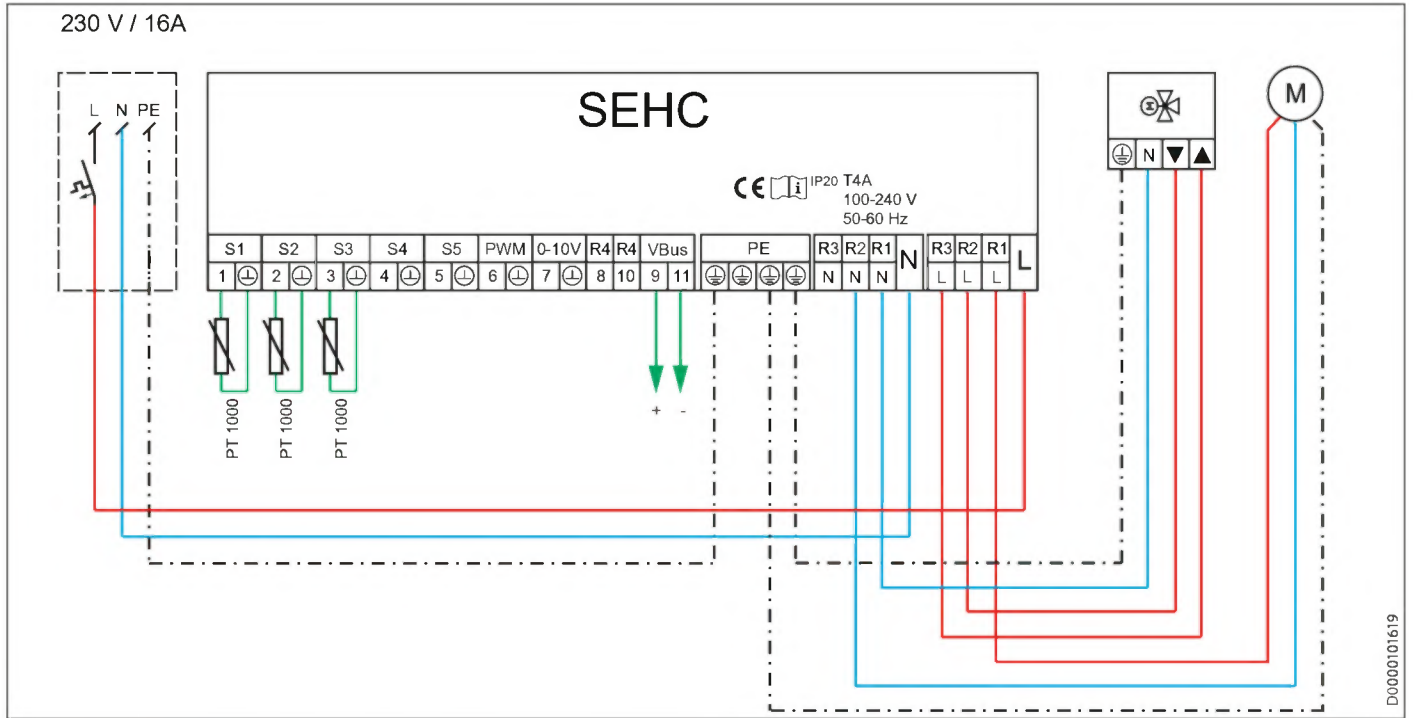 230 V / 16A
L N PE
SEHC
CE i IP20 T4A
100-240 V
50-60 Hz
S1 S2 S3 S4 S5 PWM 0-10V R4 R4 VBus PE R3 R2 R1 N R3 R2 R1 L
1 2 3 4 5 6 7 8 10 9 11 N N N L L L
N ▼ ▲
M
PT 1000
PT 1000
PT 1000
+ -
D0000101619